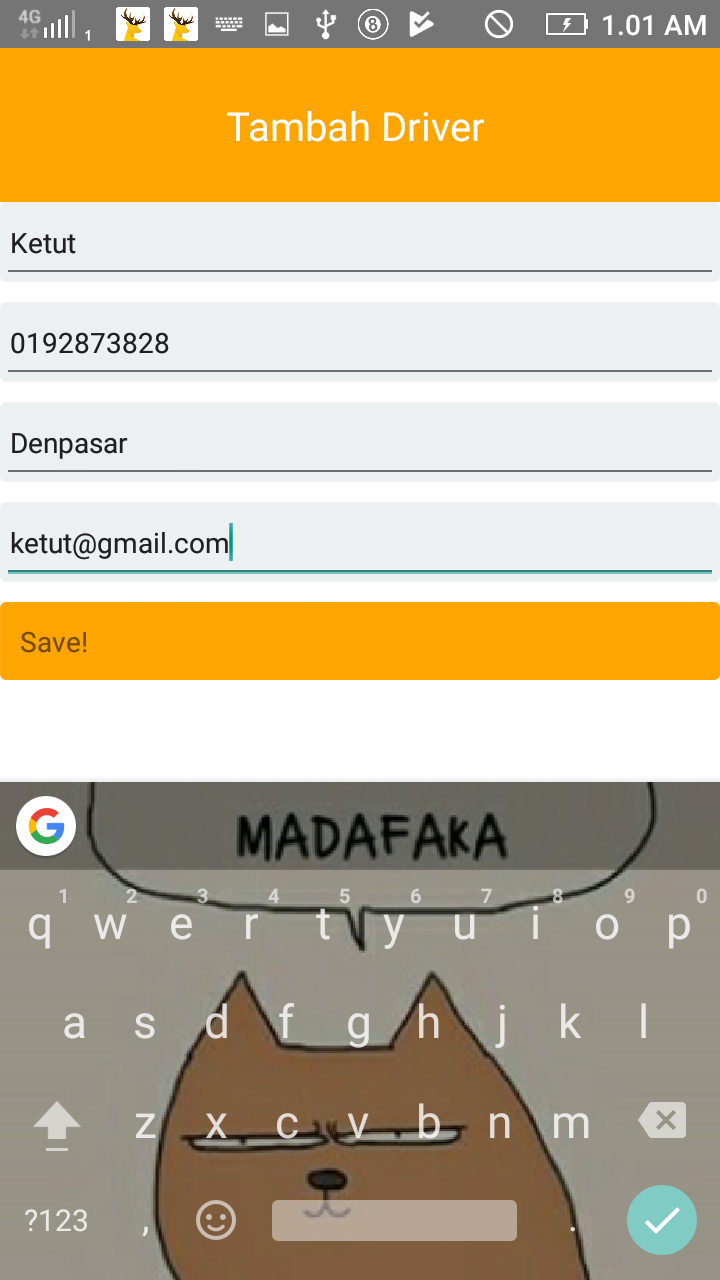 4G 1 8 1.01 AM
Tambah Driver
Ketut
0192873828
Denpasar
ketut@gmail.com
Save!
G MADAFAKA
1 2 3 4 5 6 7 8 9 0
q w e r t y u i o p
a s d f g h j k l
z x c v b n m
?123 , .